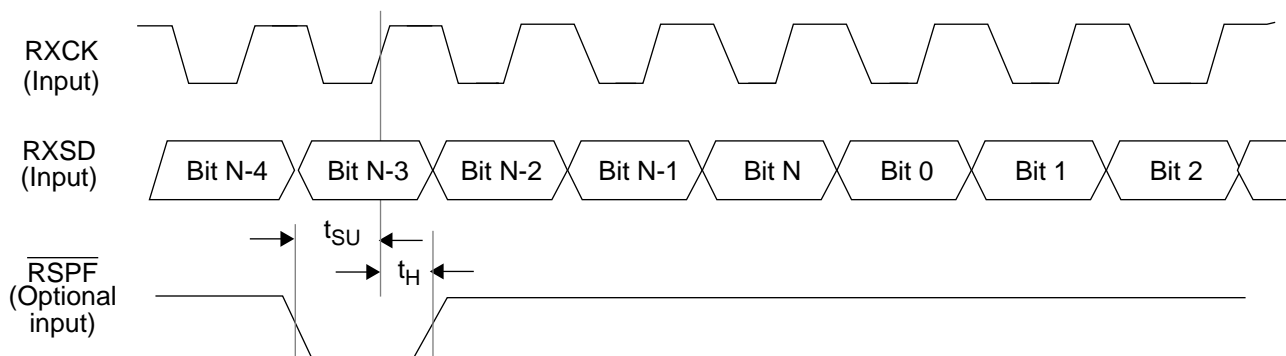 RXCK
(Input)
RXSD
(Input)
Bit N-4
Bit N-3
Bit N-2
Bit N-1
Bit N
Bit 0
Bit 1
Bit 2
tSU
tH
RSPF
(Optional
input)